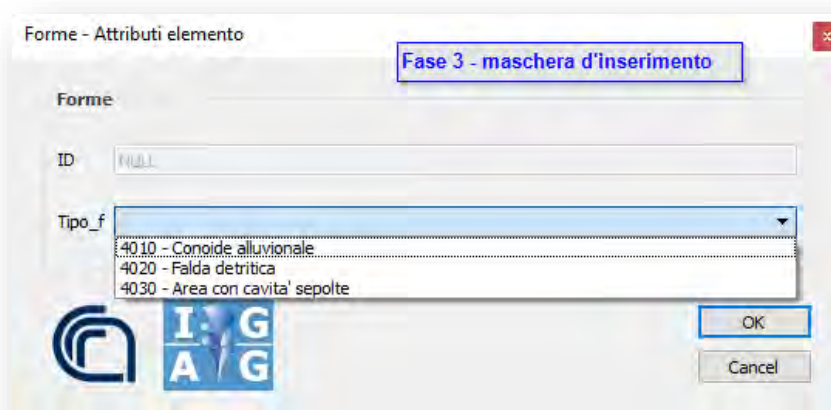 Forme - Attributi elemento
Fase 3 - maschera d'inserimento
Forme
ID NULL
Tipo_f
4010 - Conoide alluvionale
4020 - Falda detritica
4030 - Area con cavita' sepolte
I G
A G
OK
Cancel